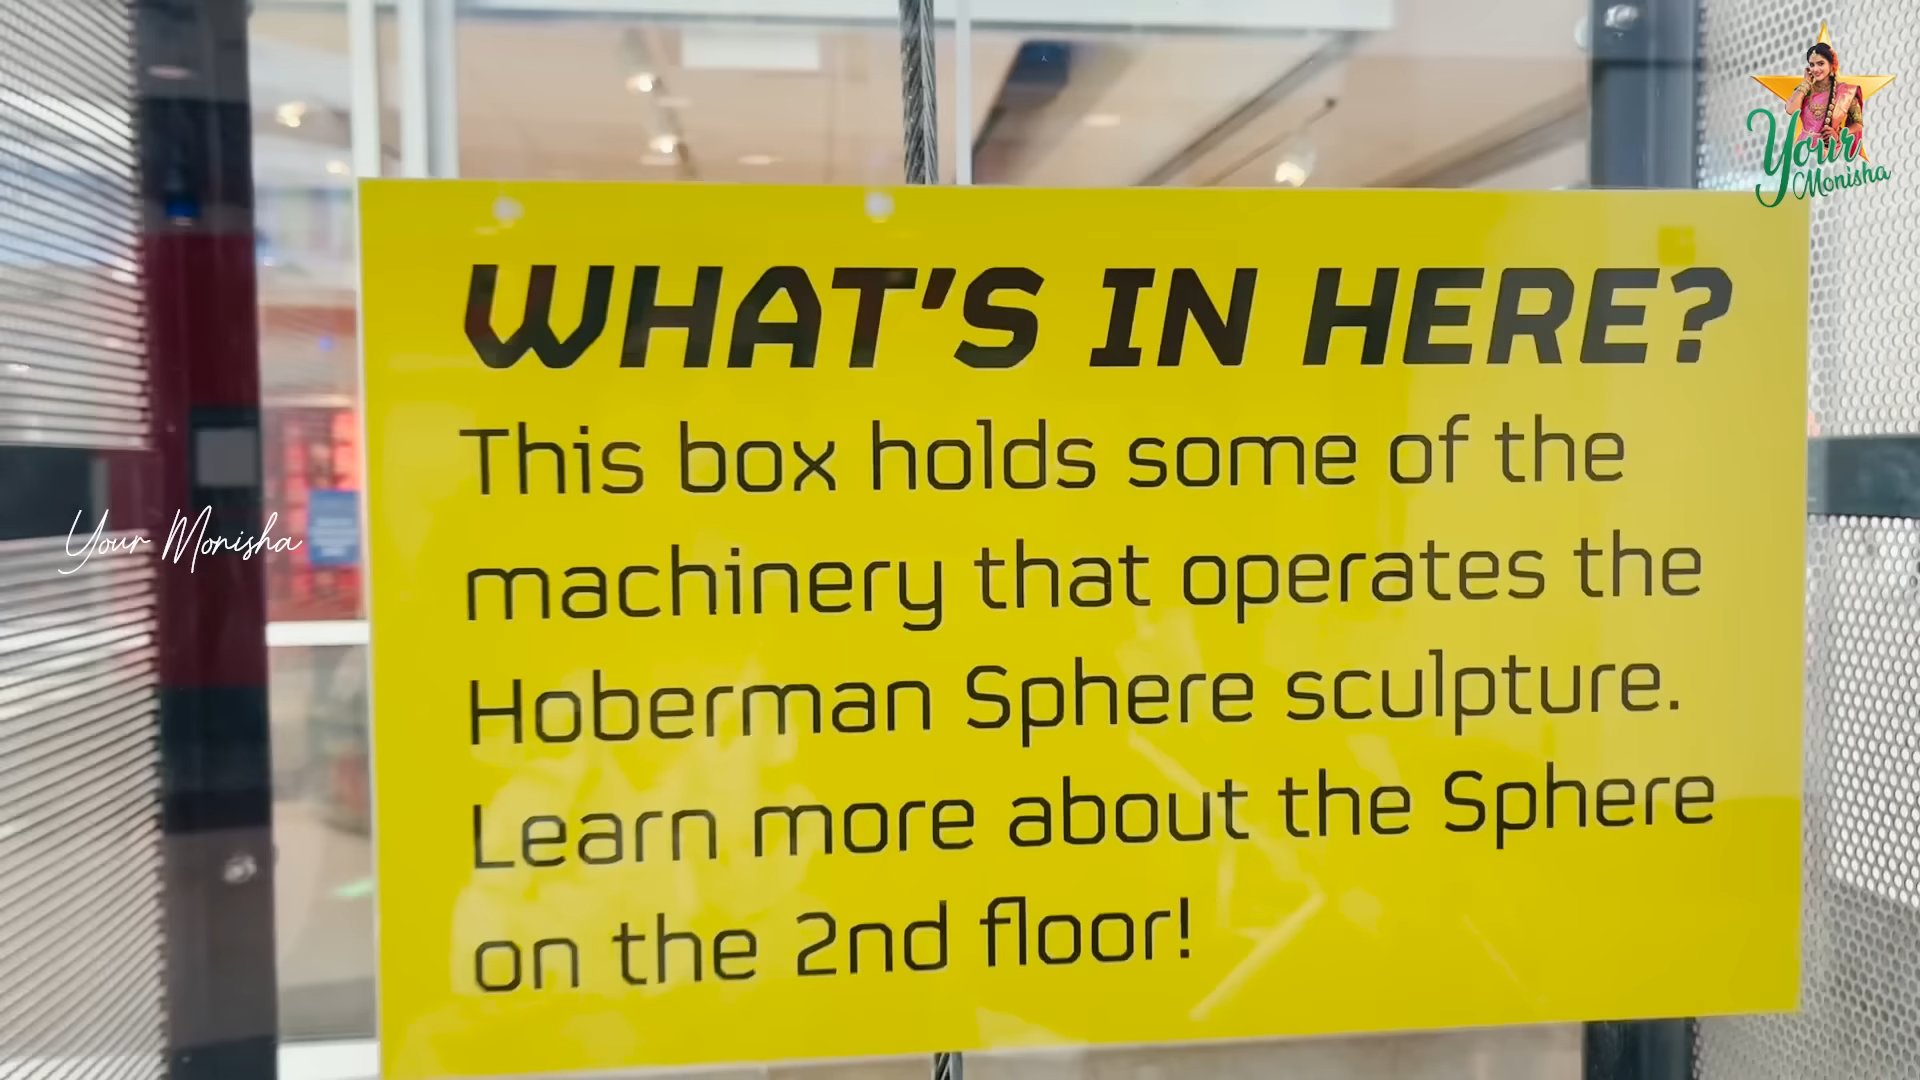 Your
Monisha
WHAT'S IN HERE?
This box holds some of the
machinery that operates the
Hoberman Sphere sculpture.
Learn more about the Sphere
on the 2nd floor!
Your Monisha